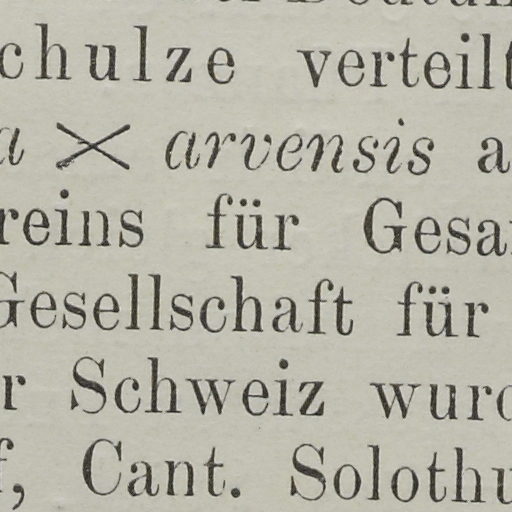 chulze verteilt
a × arvensis a
reins für Gesa
Gesellschaft für
r Schweiz wurd
f, Cant. Solothu